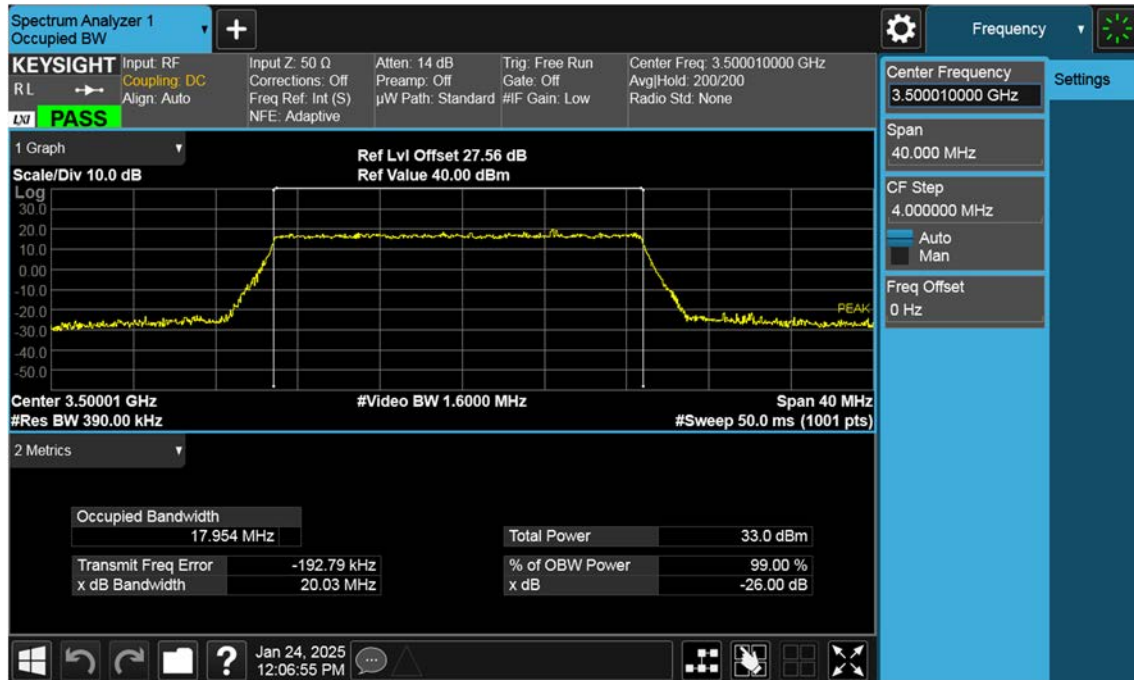 Spectrum Analyzer 1
Occupied BW
+
Frequency
KEYSIGHT
R L
LXI
PASS
Input: RF
Coupling: DC
Align: Auto
Input Z: 50 Ω
Corrections: Off
Freq Ref: Int (S)
NFE: Adaptive
Atten: 14 dB
Preamp: Off
µW Path: Standard
Trig: Free Run
Gate: Off
#IF Gain: Low
Center Freq: 3.500010000 GHz
Avg|Hold: 200/200
Radio Std: None
1 Graph
Scale/Div 10.0 dB
Ref Lvl Offset 27.56 dB
Ref Value 40.00 dBm
Log
30.0
20.0
10.0
0.00
-10.0
-20.0
-30.0
-40.0
-50.0
PEAK
Center 3.50001 GHz
#Res BW 390.00 kHz
#Video BW 1.6000 MHz
Span 40 MHz
#Sweep 50.0 ms (1001 pts)
2 Metrics
Occupied Bandwidth
17.954 MHz
Total Power 33.0 dBm
Transmit Freq Error -192.79 kHz
% of OBW Power 99.00 %
x dB Bandwidth 20.03 MHz
x dB -26.00 dB
Center Frequency
3.500010000 GHz
Settings
Span
40.000 MHz
CF Step
4.000000 MHz
Auto
Man
Freq Offset
0 Hz
?
Jan 24, 2025
12:06:55 PM